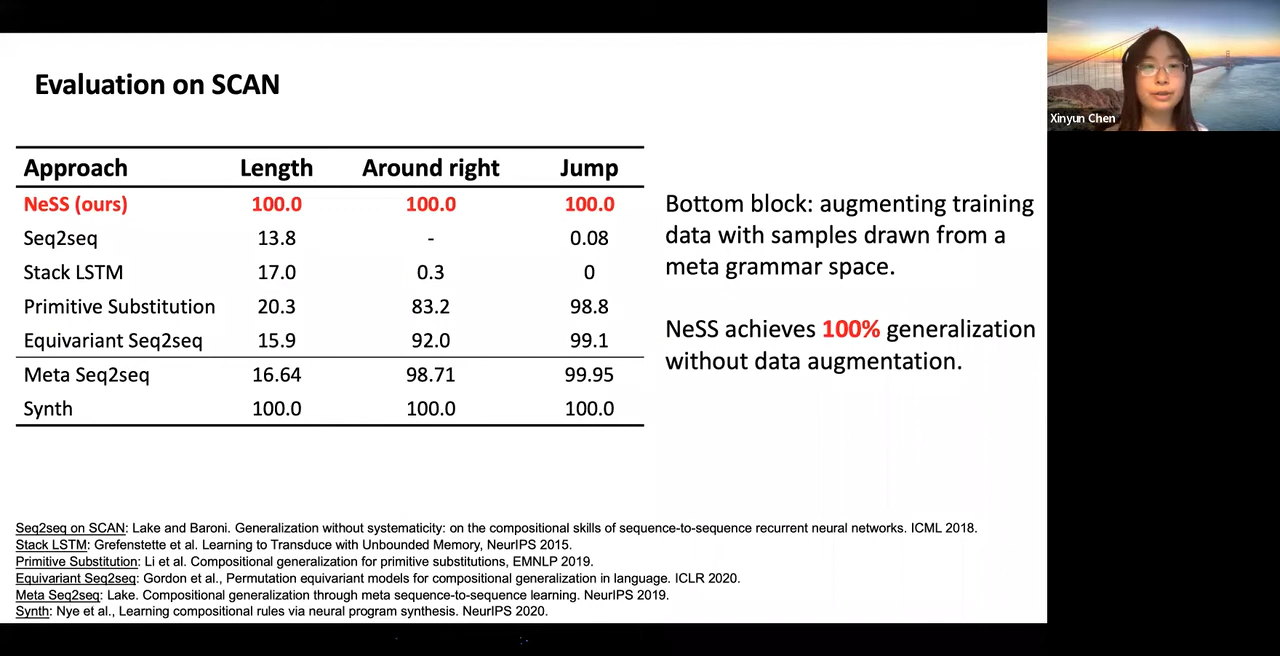 Evaluation on SCAN
Xinyun Chen
Approach Length Around right Jump
NeSS (ours) 100.0 100.0 100.0
Seq2seq 13.8 - 0.08
Stack LSTM 17.0 0.3 0
Primitive Substitution 20.3 83.2 98.8
Equivariant Seq2seq 15.9 92.0 99.1
Meta Seq2seq 16.64 98.71 99.95
Synth 100.0 100.0 100.0
Bottom block: augmenting training
data with samples drawn from a
meta grammar space.
NeSS achieves 100% generalization
without data augmentation.
Seq2seq on SCAN: Lake and Baroni. Generalization without systematicity: on the compositional skills of sequence-to-sequence recurrent neural networks. ICML 2018.
Stack LSTM: Grefenstette et al. Learning to Transduce with Unbounded Memory, NeurIPS 2015.
Primitive Substitution: Li et al. Compositional generalization for primitive substitutions, EMNLP 2019.
Equivariant Seq2seq: Gordon et al., Permutation equivariant models for compositional generalization in language. ICLR 2020.
Meta Seq2seq: Lake. Compositional generalization through meta sequence-to-sequence learning. NeurIPS 2019.
Synth: Nye et al., Learning compositional rules via neural program synthesis. NeurIPS 2020.